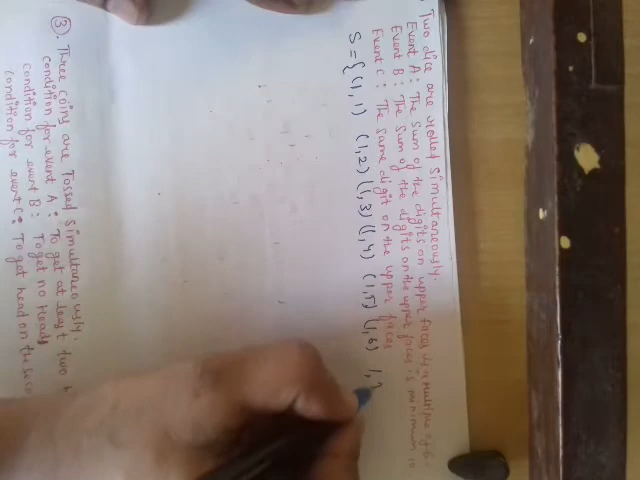 Two dice are rolled simultaneously.
Event A: The sum of the digits on upper faces is a multiple of 6.
Event B: The sum of the digits on the upper faces is minimum 10
Event C: The same digit on the upper faces
S = { (1,1) (1,2) (1,3) (1,4) (1,5) (1,6)
③. Three coins are Tossed simultaneously.
condition for event A: To get at least two
condition for event B: To get no heads
condition for event C: To get head on the